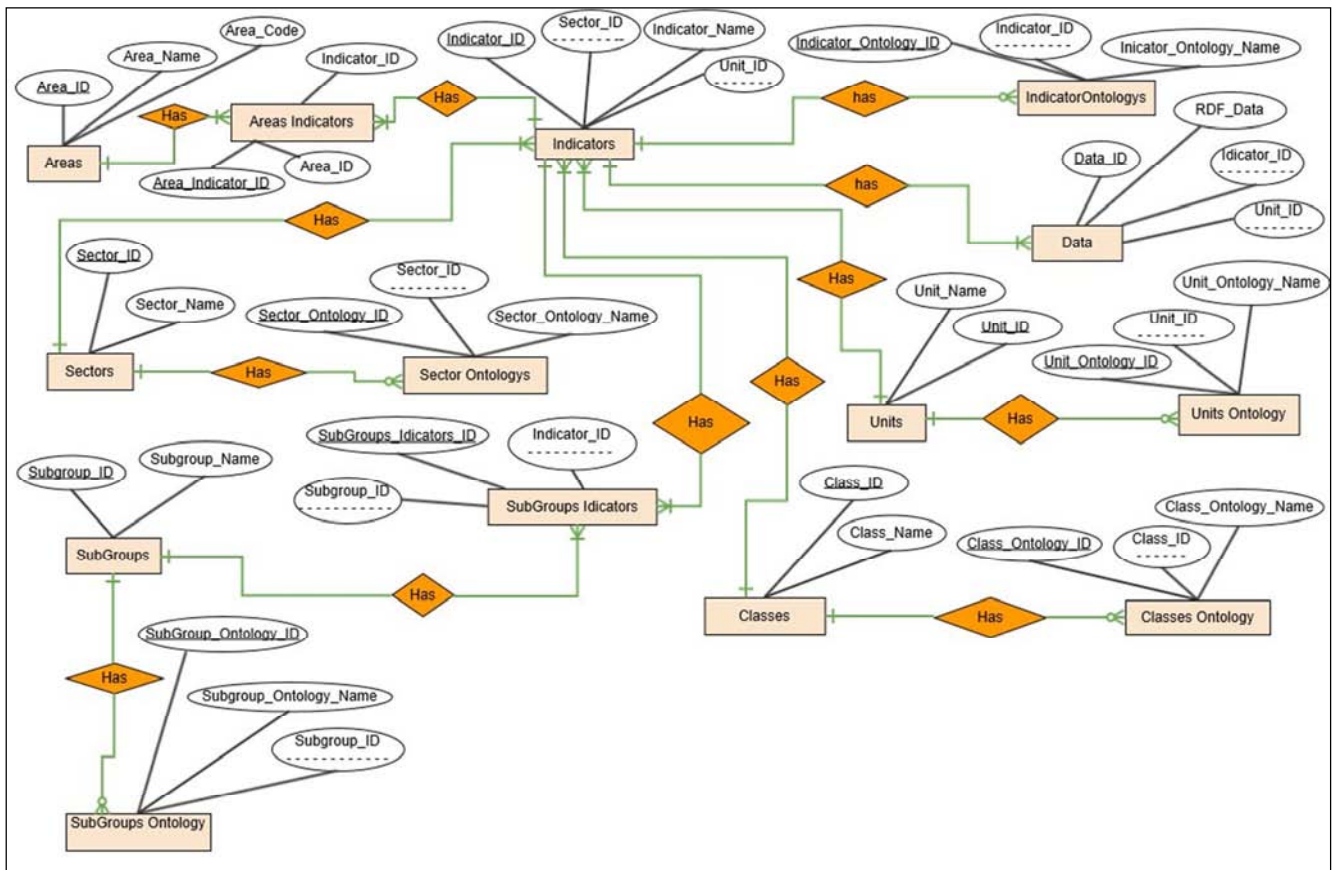 Area_Code
Area_Name
Area_ID
Has
Areas
Indicator_ID
Areas Indicators
Area_ID
Area_Indicator_ID
Has
Indicator_ID
Sector_ID
Indicator_Name
Unit_ID
Indicators
has
Indicator_Ontology_ID
Indicator_ID
Inicator_Ontology_Name
IndicatorOntologys
has
RDF_Data
Data_ID
Idicator_ID
Unit_ID
Data
Has
Sector_ID
Sector_Name
Sectors
Has
Sector_ID
Sector_Ontology_ID
Sector_Ontology_Name
Sector Ontologys
Has
Unit_Name
Unit_ID
Units
Has
Unit_Ontology_Name
Unit_ID
Unit_Ontology_ID
Units Ontology
Has
Has
SubGroups_Idicators_ID
Indicator_ID
Subgroup_ID
SubGroups Idicators
Subgroup_Name
Subgroup_ID
SubGroups
Has
Class_ID
Class_Name
Classes
Has
Class_Ontology_Name
Class_ID
Class_Ontology_ID
Classes Ontology
Has
SubGroup_Ontology_ID
Subgroup_Ontology_Name
Subgroup_ID
SubGroups Ontology